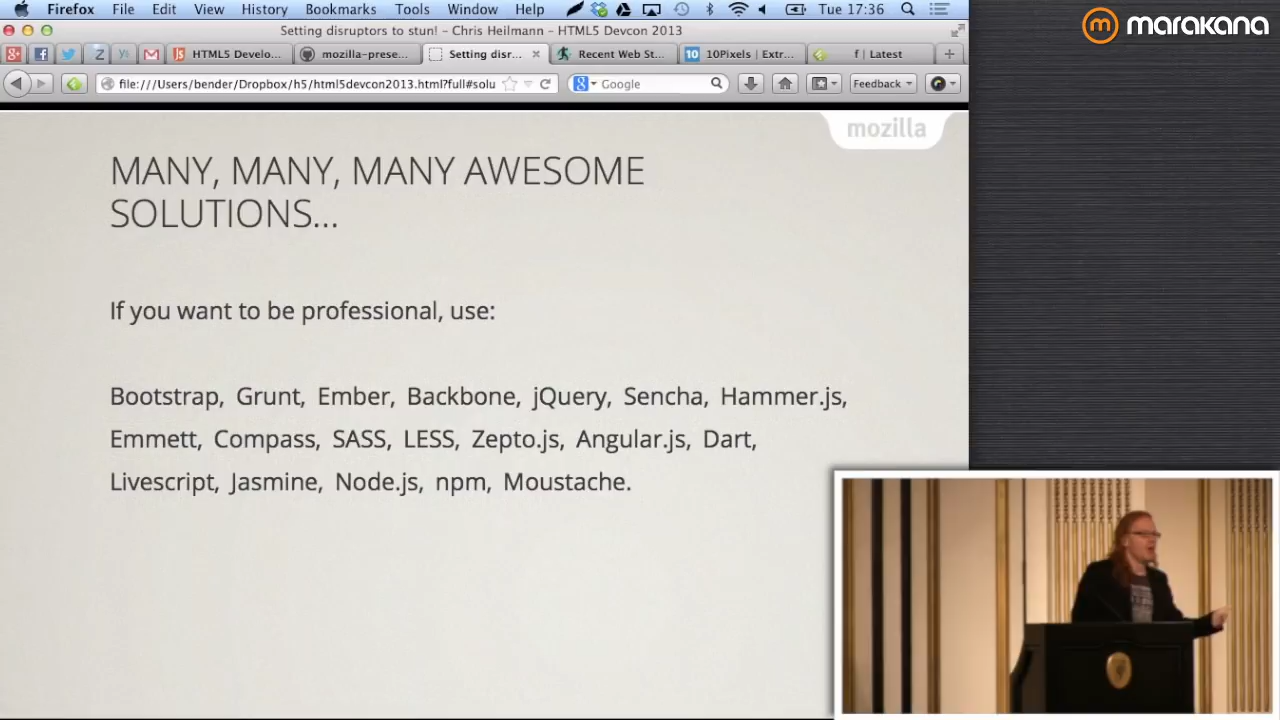 Firefox File Edit View History Bookmarks Tools Window Help Tue 17:36
marakana
Setting disruptors to stun! – Chris Heilmann – HTML5 Devcon 2013
HTML5 Develo... mozilla-prese... Setting disr... Recent Web St... 10Pixels | Extr... f | Latest
file:///Users/bender/Dropbox/h5/html5devcon2013.html?full#solu Google Feedback
mozilla
MANY, MANY, MANY AWESOME
SOLUTIONS...
If you want to be professional, use:
Bootstrap, Grunt, Ember, Backbone, jQuery, Sencha, Hammer.js,
Emmett, Compass, SASS, LESS, Zepto.js, Angular.js, Dart,
Livescript, Jasmine, Node.js, npm, Moustache.